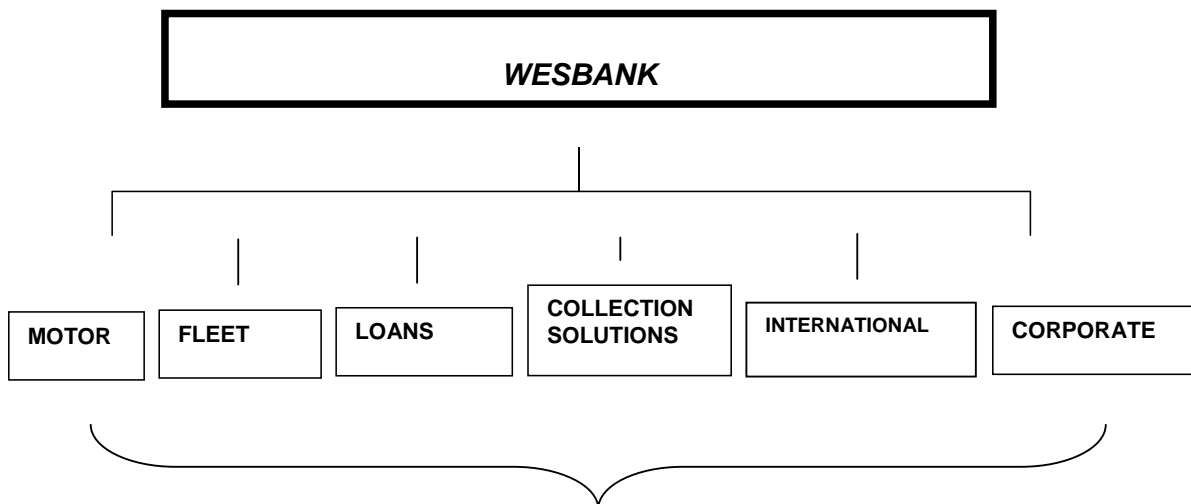 WESBANK
MOTOR
FLEET
LOANS
COLLECTION
SOLUTIONS
INTERNATIONAL
CORPORATE